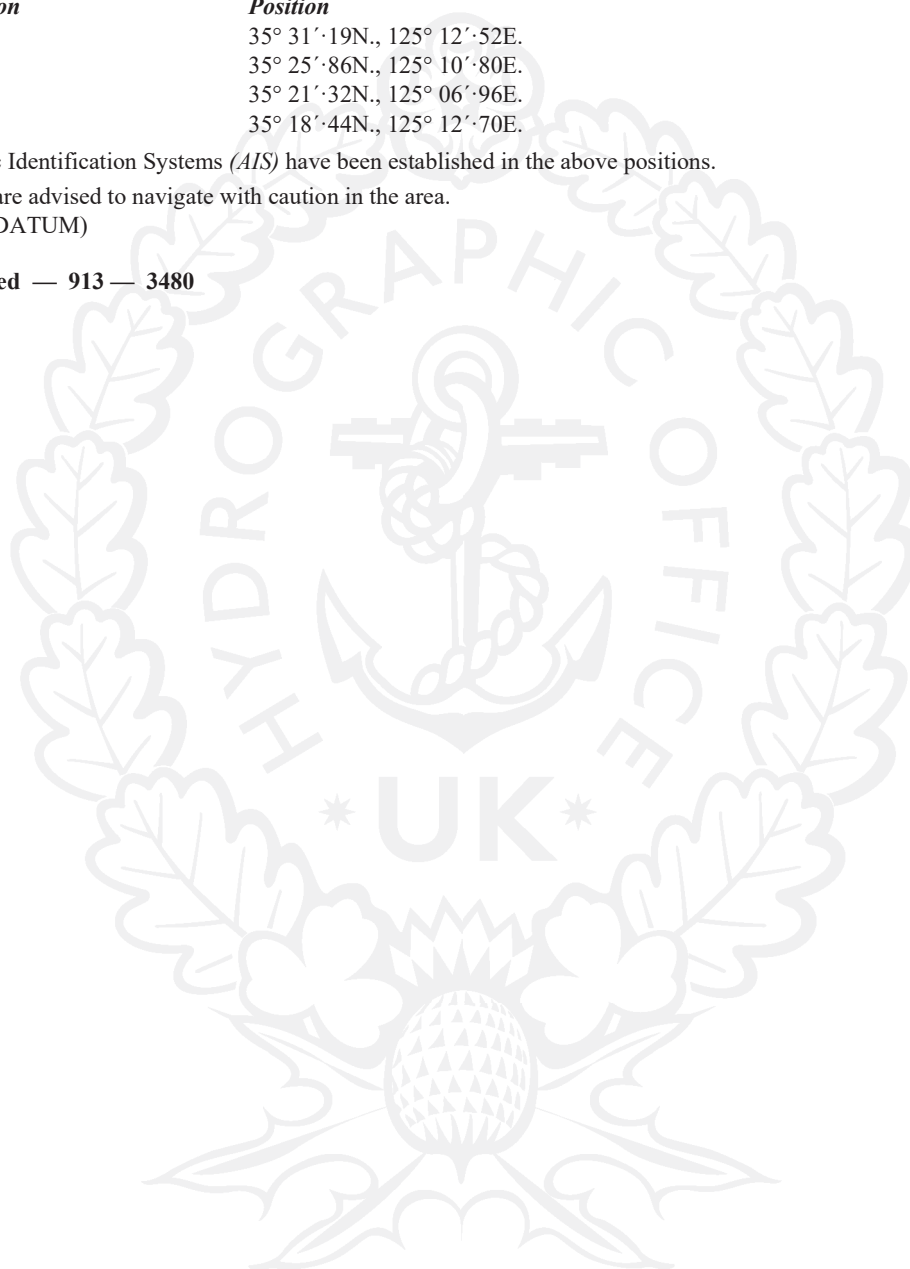 on Position
35° 31´·19N., 125° 12´·52E.
35° 25´·86N., 125° 10´·80E.
35° 21´·32N., 125° 06´·96E.
35° 18´·44N., 125° 12´·70E.
e Identification Systems (AIS) have been established in the above positions.
are advised to navigate with caution in the area.
DATUM)
ed — 913 — 3480
HYDROGRAPHIC OFFICE
UK